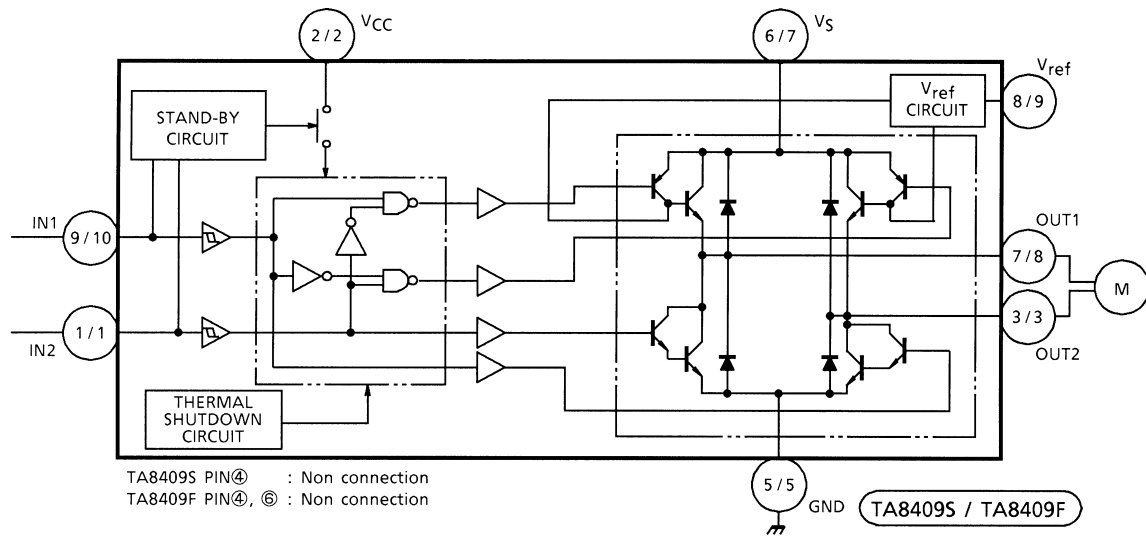 2 / 2
VCC
6 / 7
VS
Vref
8 / 9
Vref
CIRCUIT
STAND-BY
CIRCUIT
IN1
9 / 10
OUT1
7 / 8
M
1 / 1
IN2
3 / 3
OUT2
THERMAL
SHUTDOWN
CIRCUIT
TA8409S PIN④ : Non connection
TA8409F PIN④, ⑥ : Non connection
5 / 5
GND
TA8409S / TA8409F